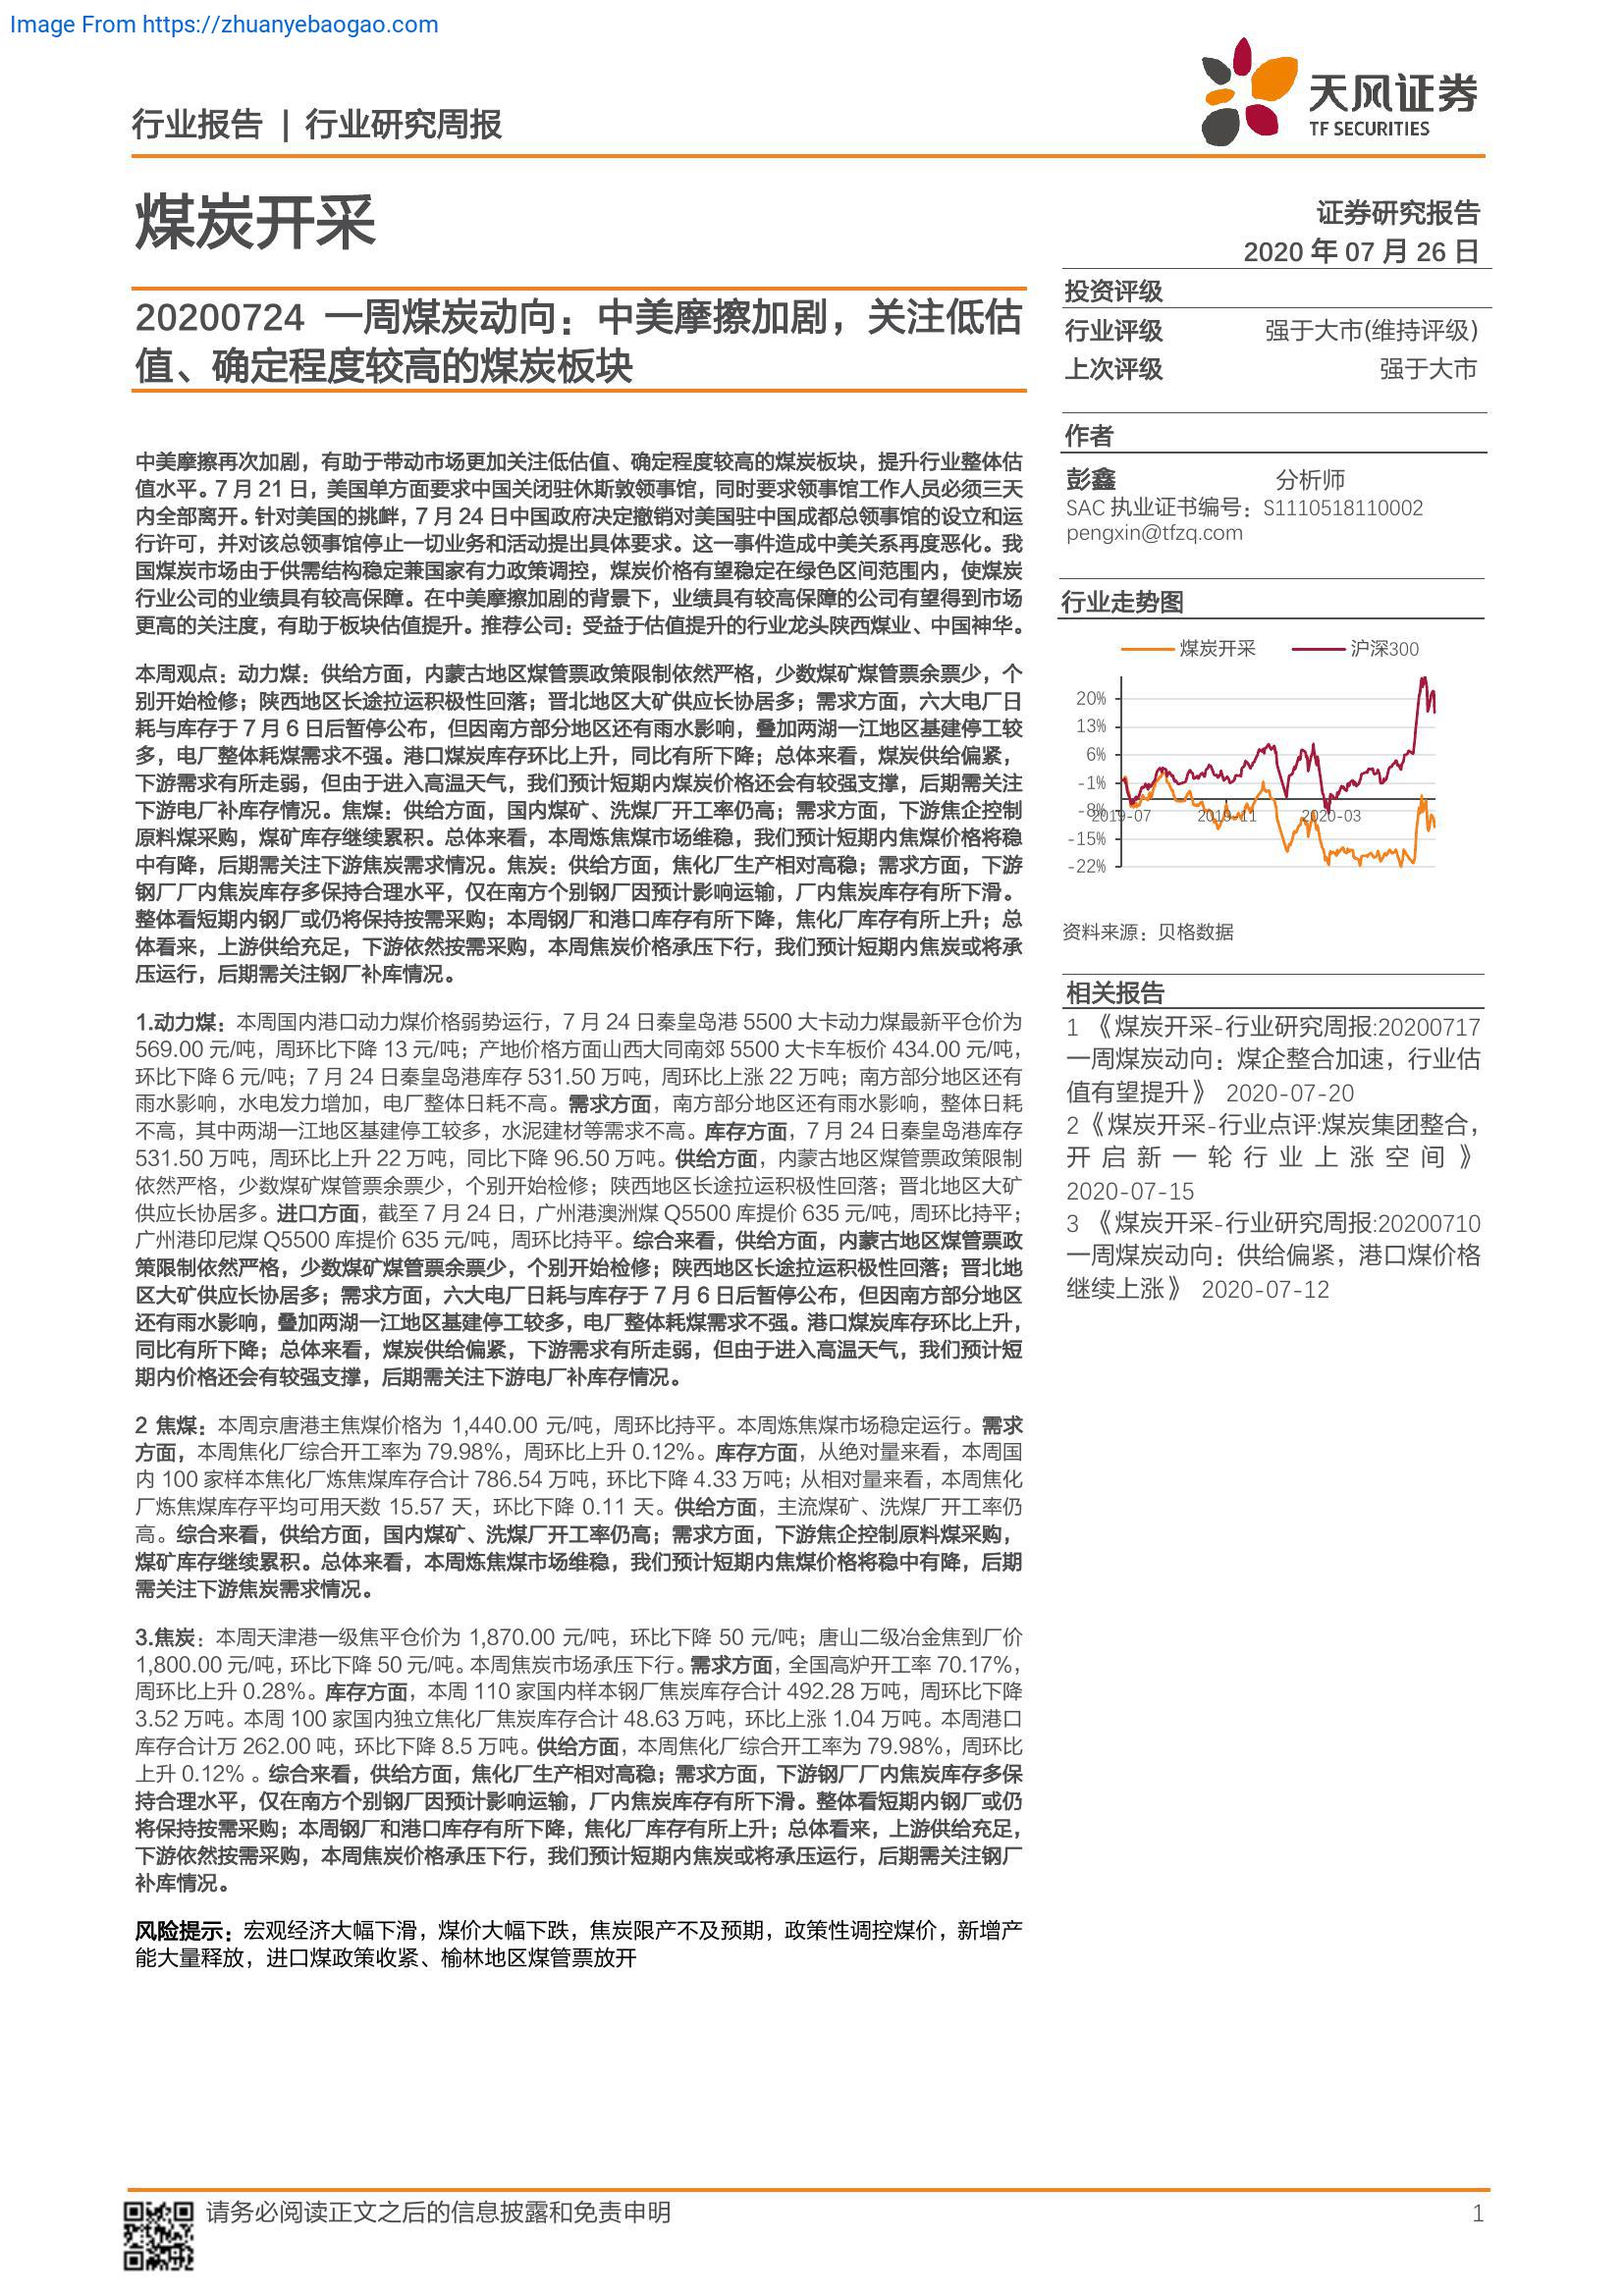 Image From https://zhuanyebaogao.com
行业报告 | 行业研究周报
天风证券
TF SECURITIES
煤炭开采
证券研究报告
2020 年 07 月 26 日
20200724 一周煤炭动向：中美摩擦加剧，关注低估
值、确定程度较高的煤炭板块
中美摩擦再次加剧，有助于带动市场更加关注低估值、确定程度较高的煤炭板块，提升行业整体估
值水平。7 月 21 日，美国单方面要求中国关闭驻休斯敦领事馆，同时要求领事馆工作人员必须三天
内全部离开。针对美国的挑衅，7 月 24 日中国政府决定撤销对美国驻中国成都总领事馆的设立和运
行许可，并对该总领事馆停止一切业务和活动提出具体要求。这一事件造成中美关系再度恶化。我
国煤炭市场由于供需结构稳定兼国家有力政策调控，煤炭价格有望稳定在绿色区间范围内，使煤炭
行业公司的业绩具有较高保障。在中美摩擦加剧的背景下，业绩具有较高保障的公司有望得到市场
更高的关注度，有助于板块估值提升。推荐公司：受益于估值提升的行业龙头陕西煤业、中国神华。
本周观点：动力煤：供给方面，内蒙古地区煤管票政策限制依然严格，少数煤矿煤管票余票少，个
别开始检修；陕西地区长途拉运积极性回落；晋北地区大矿供应长协居多；需求方面，六大电厂日
耗与库存于 7 月 6 日后暂停公布，但因南方部分地区还有雨水影响，叠加两湖一江地区基建停工较
多，电厂整体耗煤需求不强。港口煤炭库存环比上升，同比有所下降；总体来看，煤炭供给偏紧，
下游需求有所走弱，但由于进入高温天气，我们预计短期内煤炭价格还会有较强支撑，后期需关注
下游电厂补库存情况。焦煤：供给方面，国内煤矿、洗煤厂开工率仍高；需求方面，下游焦企控制
原料煤采购，煤矿库存继续累积。总体来看，本周炼焦煤市场维稳，我们预计短期内焦煤价格将稳
中有降，后期需关注下游焦炭需求情况。焦炭：供给方面，焦化厂生产相对高稳；需求方面，下游
钢厂厂内焦炭库存多保持合理水平，仅在南方个别钢厂因预计影响运输，厂内焦炭库存有所下滑。
整体看短期内钢厂或仍将保持按需采购；本周钢厂和港口库存有所下降，焦化厂库存有所上升；总
体看来，上游供给充足，下游依然按需采购，本周焦炭价格承压下行，我们预计短期内焦炭或将承
压运行，后期需关注钢厂补库情况。
1.动力煤：本周国内港口动力煤价格弱势运行，7 月 24 日秦皇岛港 5500 大卡动力煤最新平仓价为
569.00 元/吨，周环比下降 13 元/吨；产地价格方面山西大同南郊 5500 大卡车板价 434.00 元/吨，
环比下降 6 元/吨；7 月 24 日秦皇岛港库存 531.50 万吨，周环比上涨 22 万吨；南方部分地区还有
雨水影响，水电发力增加，电厂整体日耗不高。需求方面，南方部分地区还有雨水影响，整体日耗
不高，其中两湖一江地区基建停工较多，水泥建材等需求不高。库存方面，7 月 24 日秦皇岛港库存
531.50 万吨，周环比上升 22 万吨，同比下降 96.50 万吨。供给方面，内蒙古地区煤管票政策限制
依然严格，少数煤矿煤管票余票少，个别开始检修；陕西地区长途拉运积极性回落；晋北地区大矿
供应长协居多。进口方面，截至 7 月 24 日，广州港澳洲煤 Q5500 库提价 635 元/吨，周环比持平；
广州港印尼煤 Q5500 库提价 635 元/吨，周环比持平。综合来看，供给方面，内蒙古地区煤管票政
策限制依然严格，少数煤矿煤管票余票少，个别开始检修；陕西地区长途拉运积极性回落；晋北地
区大矿供应长协居多；需求方面，六大电厂日耗与库存于 7 月 6 日后暂停公布，但因南方部分地区
还有雨水影响，叠加两湖一江地区基建停工较多，电厂整体耗煤需求不强。港口煤炭库存环比上升，
同比有所下降；总体来看，煤炭供给偏紧，下游需求有所走弱，但由于进入高温天气，我们预计短
期内价格还会有较强支撑，后期需关注下游电厂补库存情况。
2 焦煤：本周京唐港主焦煤价格为 1,440.00 元/吨，周环比持平。本周炼焦煤市场稳定运行。需求
方面，本周焦化厂综合开工率为 79.98%，周环比上升 0.12%。库存方面，从绝对量来看，本周国
内 100 家样本焦化厂炼焦煤库存合计 786.54 万吨，环比下降 4.33 万吨；从相对量来看，本周焦化
厂炼焦煤库存平均可用天数 15.57 天，环比下降 0.11 天。供给方面，主流煤矿、洗煤厂开工率仍
高。综合来看，供给方面，国内煤矿、洗煤厂开工率仍高；需求方面，下游焦企控制原料煤采购，
煤矿库存继续累积。总体来看，本周炼焦煤市场维稳，我们预计短期内焦煤价格将稳中有降，后期
需关注下游焦炭需求情况。
3.焦炭：本周天津港一级焦平仓价为 1,870.00 元/吨，环比下降 50 元/吨；唐山二级冶金焦到厂价
1,800.00 元/吨，环比下降 50 元/吨。本周焦炭市场承压下行。需求方面，全国高炉开工率 70.17%，
周环比上升 0.28%。库存方面，本周 110 家国内样本钢厂焦炭库存合计 492.28 万吨，周环比下降
3.52 万吨。本周 100 家国内独立焦化厂焦炭库存合计 48.63 万吨，环比上涨 1.04 万吨。本周港口
库存合计万 262.00 吨，环比下降 8.5 万吨。供给方面，本周焦化厂综合开工率为 79.98%，周环比
上升 0.12% 。综合来看，供给方面，焦化厂生产相对高稳；需求方面，下游钢厂厂内焦炭库存多保
持合理水平，仅在南方个别钢厂因预计影响运输，厂内焦炭库存有所下滑。整体看短期内钢厂或仍
将保持按需采购；本周钢厂和港口库存有所下降，焦化厂库存有所上升；总体看来，上游供给充足，
下游依然按需采购，本周焦炭价格承压下行，我们预计短期内焦炭或将承压运行，后期需关注钢厂
补库情况。
风险提示：宏观经济大幅下滑，煤价大幅下跌，焦炭限产不及预期，政策性调控煤价，新增产
能大量释放，进口煤政策收紧、榆林地区煤管票放开
投资评级
行业评级 强于大市(维持评级)
上次评级 强于大市
作者
彭鑫 分析师
SAC 执业证书编号：S1110518110002
pengxin@tfzq.com
行业走势图
煤炭开采 沪深300
20%
13%
6%
-1%
-8%
-15%
-22%
2019-07 2019-11 2020-03
资料来源：贝格数据
相关报告
1 《煤炭开采-行业研究周报:20200717
一周煤炭动向：煤企整合加速，行业估
值有望提升》 2020-07-20
2《煤炭开采-行业点评:煤炭集团整合，
开启新一轮行业上涨空间》
2020-07-15
3 《煤炭开采-行业研究周报:20200710
一周煤炭动向：供给偏紧，港口煤价格
继续上涨》 2020-07-12
请务必阅读正文之后的信息披露和免责申明
1